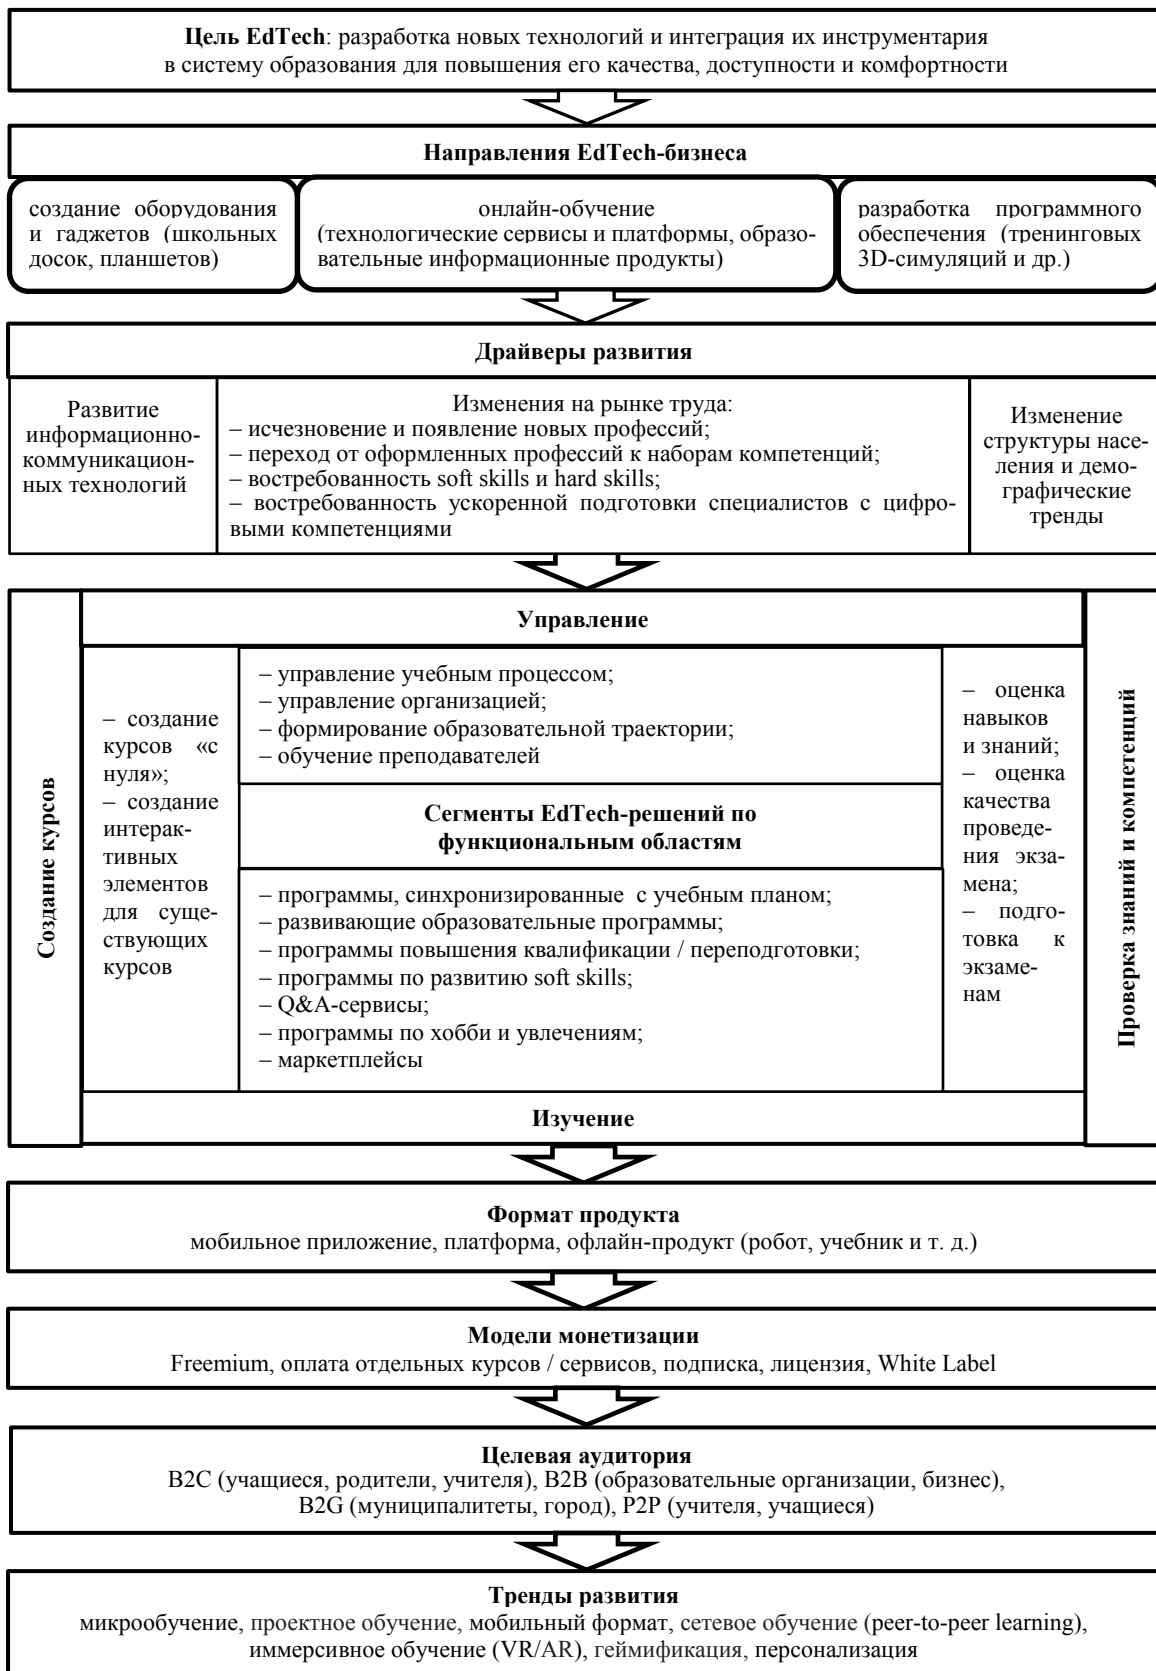 Цель EdTech: разработка новых технологий и интеграция их инструментария
в систему образования для повышения его качества, доступности и комфортности
Направления EdTech-бизнеса
создание оборудования
и гаджетов (школьных
досок, планшетов)
онлайн-обучение
(технологические сервисы и платформы, образо-
вательные информационные продукты)
разработка программного
обеспечения (тренинговых
3D-симуляций и др.)
Драйверы развития
Развитие
информационно-
коммуникацион-
ных технологий
Изменения на рынке труда:
– исчезновение и появление новых профессий;
– переход от оформленных профессий к наборам компетенций;
– востребованность soft skills и hard skills;
– востребованность ускоренной подготовки специалистов с цифро-
выми компетенциями
Изменение
структуры насе-
ления и демо-
графические
тренды
Создание курсов
Управление
– создание
курсов «с
нуля»;
– создание
интерак-
тивных
элементов
для суще-
ствующих
курсов
– управление учебным процессом;
– управление организацией;
– формирование образовательной траектории;
– обучение преподавателей
Сегменты EdTech-решений по
функциональным областям
– программы, синхронизированные с учебным планом;
– развивающие образовательные программы;
– программы повышения квалификации / переподготовки;
– программы по развитию soft skills;
– Q&A-сервисы;
– программы по хобби и увлечениям;
– маркетплейсы
– оценка
навыков
и знаний;
– оценка
качества
проведе-
ния экза-
мена;
– подго-
товка к
экзаме-
нам
Изучение
Проверка знаний и компетенций
Формат продукта
мобильное приложение, платформа, офлайн-продукт (робот, учебник и т. д.)
Модели монетизации
Freemium, оплата отдельных курсов / сервисов, подписка, лицензия, White Label
Целевая аудитория
B2C (учащиеся, родители, учителя), B2B (образовательные организации, бизнес),
B2G (муниципалитеты, город), P2P (учителя, учащиеся)
Тренды развития
микрообучение, проектное обучение, мобильный формат, сетевое обучение (peer-to-peer learning),
иммерсивное обучение (VR/AR), геймификация, персонализация